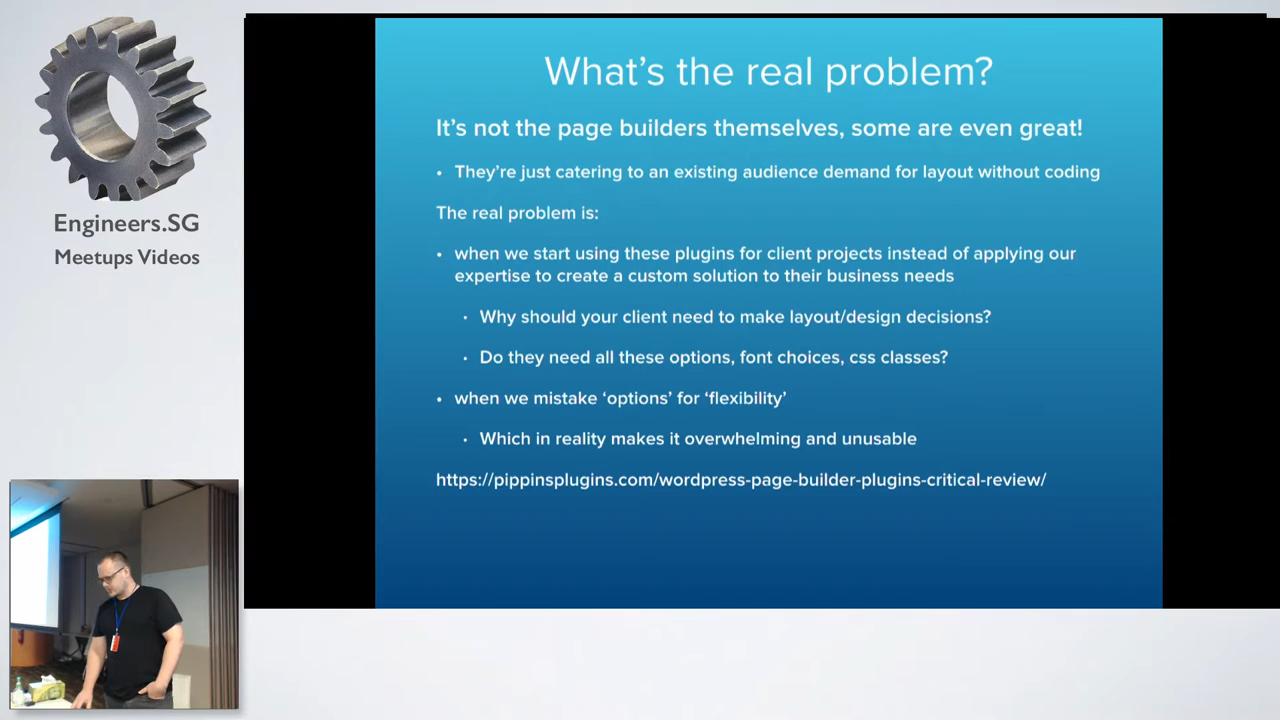 Engineers.SG
Meetups Videos
What's the real problem?
It's not the page builders themselves, some are even great!
• They're just catering to an existing audience demand for layout without coding
The real problem is:
• when we start using these plugins for client projects instead of applying our
expertise to create a custom solution to their business needs
• Why should your client need to make layout/design decisions?
• Do they need all these options, font choices, css classes?
• when we mistake ‘options’ for ‘flexibility’
• Which in reality makes it overwhelming and unusable
https://pippinsplugins.com/wordpress-page-builder-plugins-critical-review/